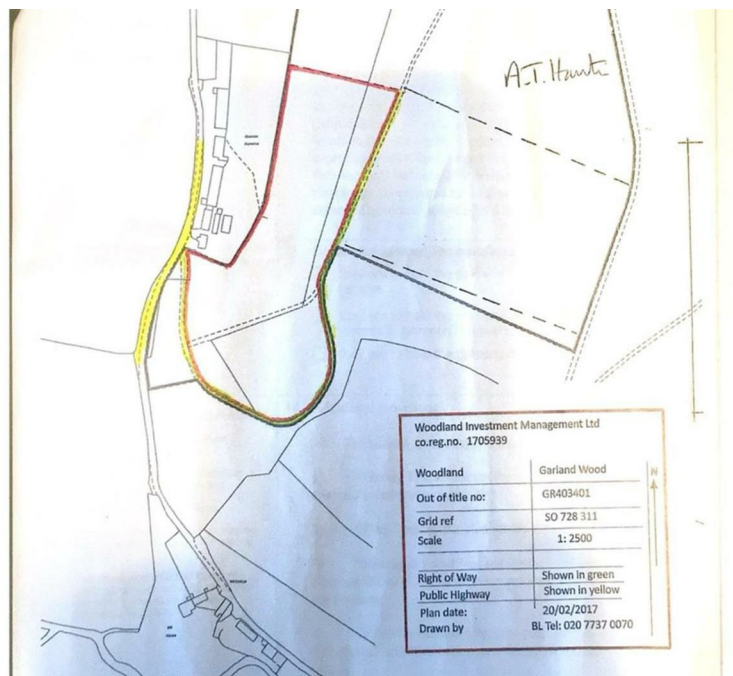 Woodland Investment Management Ltd
co.reg.no. 1705939
Woodland Garland Wood
Out of title no: GR403401
Grid ref SO 728 311
Scale 1: 2500
Right of Way Shown in green
Public Highway Shown in yellow
Plan date: 20/02/2017
Drawn by BL Tel: 020 7737 0070
N